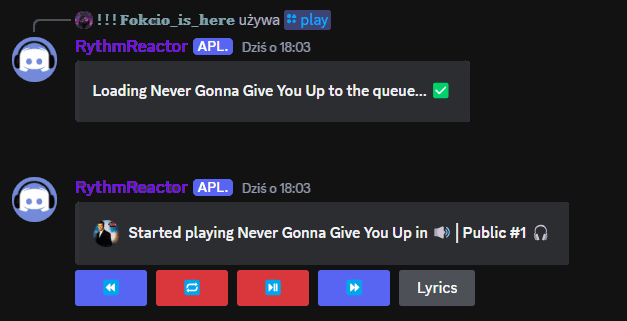 !!! Fokcio_is_here używa play
RythmReactor APL. Dziś o 18:03
Loading Never Gonna Give You Up to the queue... ✅
RythmReactor APL. Dziś o 18:03
Started playing Never Gonna Give You Up in 🔊 | Public #1 🎧
⏪ 🔁 ⏯ ⏩ Lyrics